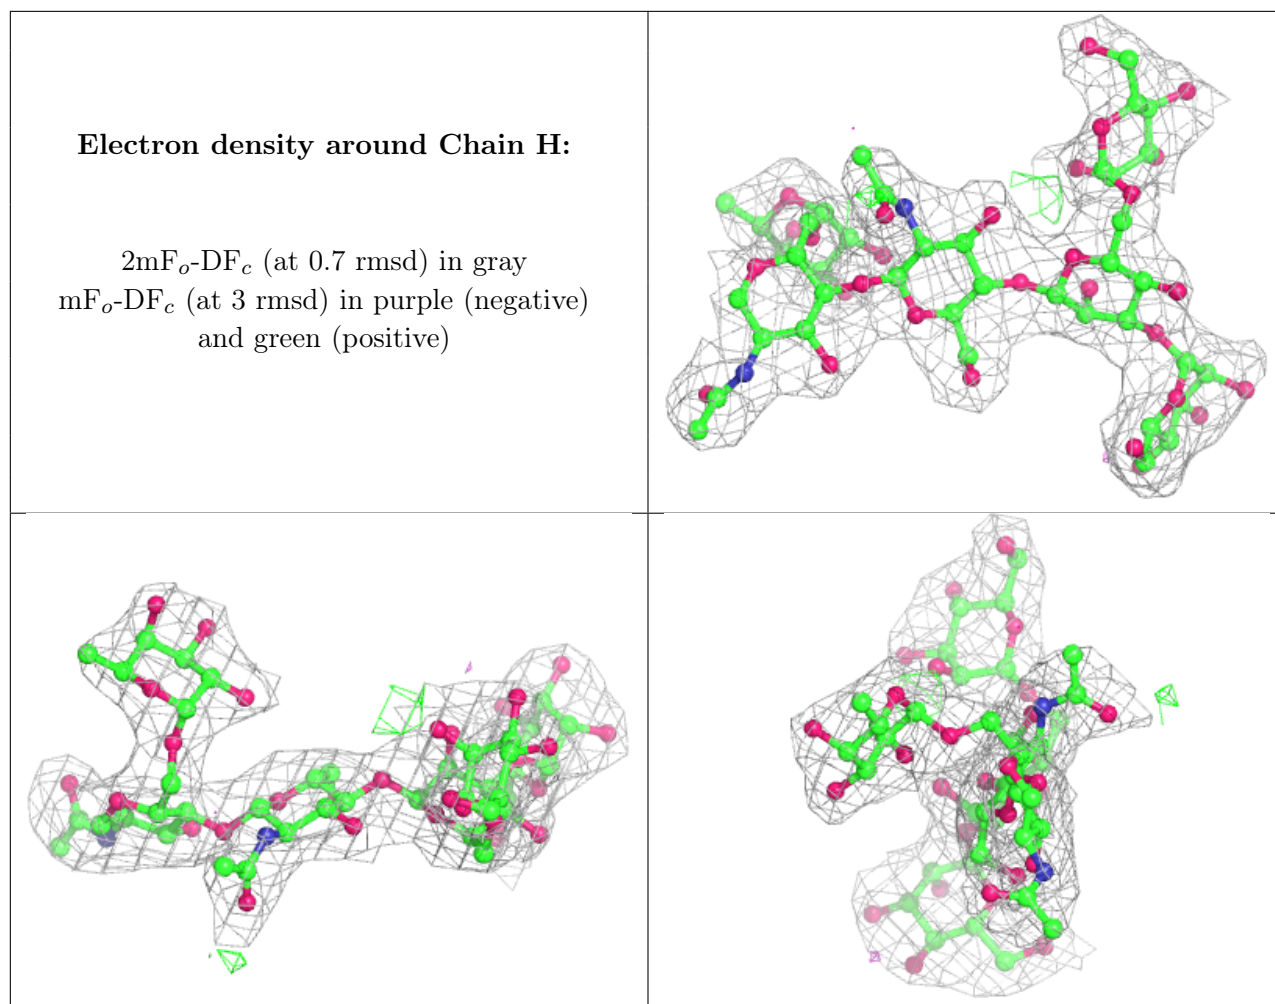 Electron density around Chain H:
2mFo-DFc (at 0.7 rmsd) in gray
mFo-DFc (at 3 rmsd) in purple (negative)
and green (positive)